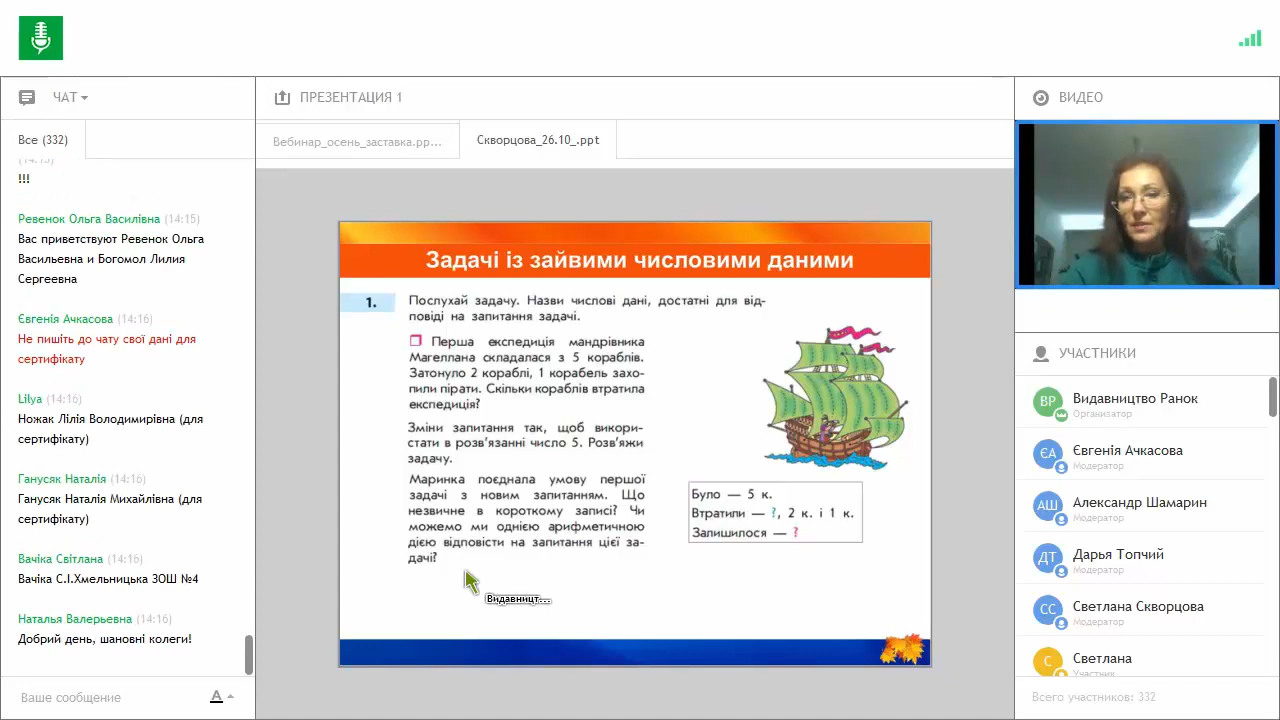 ЧАТ
Все (332)
(14:15)
!!!
Ревенок Ольга Василівна (14:15)
Вас приветствуют Ревенок Ольга
Васильевна и Богомол Лилия
Сергеевна
Євгенія Ачкасова (14:16)
Не пишіть до чату свої дані для
сертифікату
Lilya (14:16)
Ножак Лілія Володимирівна (для
сертифікату)
Ганусяк Наталія (14:16)
Ганусяк Наталія Михайлівна (для
сертифікату)
Вачіка Світлана (14:16)
Вачіка С.І.Хмельницька ЗОШ №4
Наталья Валерьевна (14:16)
Добрий день, шановні колеги!
Ваше сообщение
А
ПРЕЗЕНТАЦИЯ 1
Вебинар_осень_заставка.pp...
Скворцова_26.10_.ppt
Задачі із зайвими числовими даними
1.
Послухай задачу. Назви числові дані, достатні для від-
повіді на запитання задачі.
Перша експедиція мандрівника
Магеллана складалася з 5 кораблів.
Затонуло 2 кораблі, 1 корабель захо-
пили пірати. Скільки кораблів втратила
експедиція?
Зміни запитання так, щоб викори-
стати в розв'язанні число 5. Розв'яжи
задачу.
Маринка поєднала умову першої
задачі з новим запитанням. Що
незвичне в короткому записі? Чи
можемо ми однією арифметичною
дією відповісти на запитання цієї за-
дачі?
Було — 5 к.
Втратили — ?, 2 к. і 1 к.
Залишилося — ?
Видавницт...
ВИДЕО
УЧАСТНИКИ
ВР
Видавництво Ранок
Организатор
ЄА
Євгенія Ачкасова
Модератор
АШ
Александр Шамарин
Модератор
ДТ
Дарья Топчий
Модератор
СС
Светлана Скворцова
Модератор
С
Светлана
Участник
Всего участников: 332